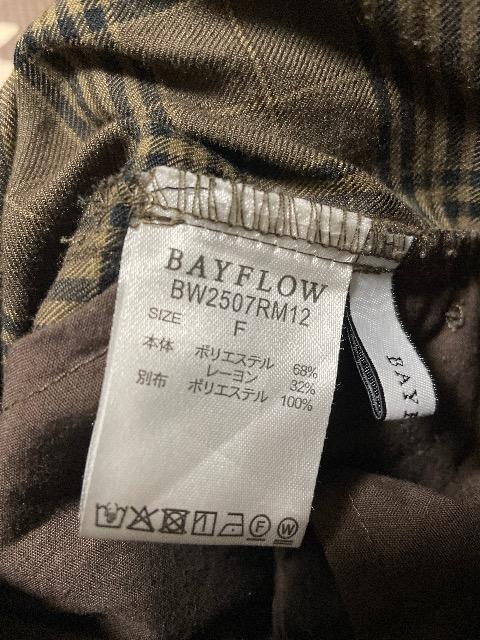 BAYFLOW
BW2507RM12
SIZE F
本体 ポリエステル 68%
レーヨン 32%
別布 ポリエステル 100%
F W
BAY F